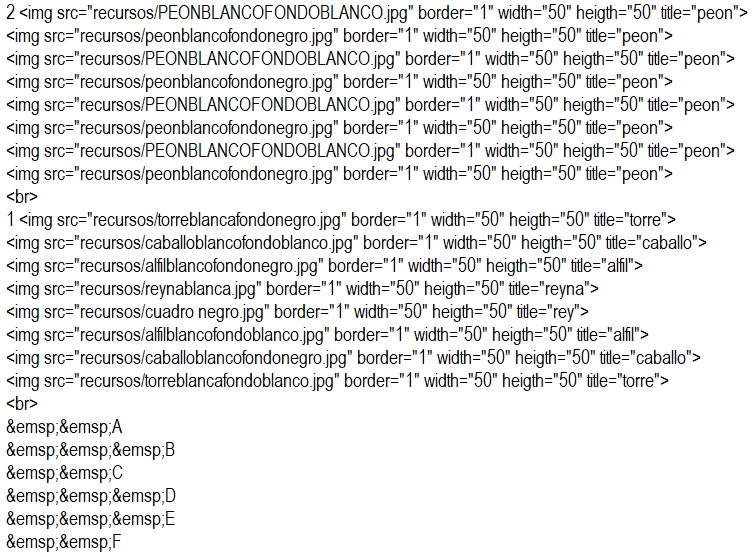 2 <img src="recursos/PEONBLANCOFONDOBLANCO.jpg" border="1" width="50" heigth="50" title="peon">
<img src="recursos/peonblancofondonegro.jpg" border="1" width="50" heigth="50" title="peon">
<img src="recursos/PEONBLANCOFONDOBLANCO.jpg" border="1" width="50" heigth="50" title="peon">
<img src="recursos/peonblancofondonegro.jpg" border="1" width="50" heigth="50" title="peon">
<img src="recursos/PEONBLANCOFONDOBLANCO.jpg" border="1" width="50" heigth="50" title="peon">
<img src="recursos/peonblancofondonegro.jpg" border="1" width="50" heigth="50" title="peon">
<img src="recursos/PEONBLANCOFONDOBLANCO.jpg" border="1" width="50" heigth="50" title="peon">
<img src="recursos/peonblancofondonegro.jpg" border="1" width="50" heigth="50" title="peon">
<br>
1 <img src="recursos/torreblancafondonegro.jpg" border="1" width="50" heigth="50" title="torre">
<img src="recursos/caballoblancofondoblanco.jpg" border="1" width="50" heigth="50" title="caballo">
<img src="recursos/alfilblancofondonegro.jpg" border="1" width="50" heigth="50" title="alfil">
<img src="recursos/reynablanca.jpg" border="1" width="50" heigth="50" title="reyna">
<img src="recursos/cuadro negro.jpg" border="1" width="50" heigth="50" title="rey">
<img src="recursos/alfilblancofondoblanco.jpg" border="1" width="50" heigth="50" title="alfil">
<img src="recursos/caballoblancofondonegro.jpg" border="1" width="50" heigth="50" title="caballo">
<img src="recursos/torreblancafondoblanco.jpg" border="1" width="50" heigth="50" title="torre">
<br>
&emsp;&emsp;A
&emsp;&emsp;&emsp;B
&emsp;&emsp;C
&emsp;&emsp;&emsp;D
&emsp;&emsp;&emsp;E
&emsp;&emsp;F